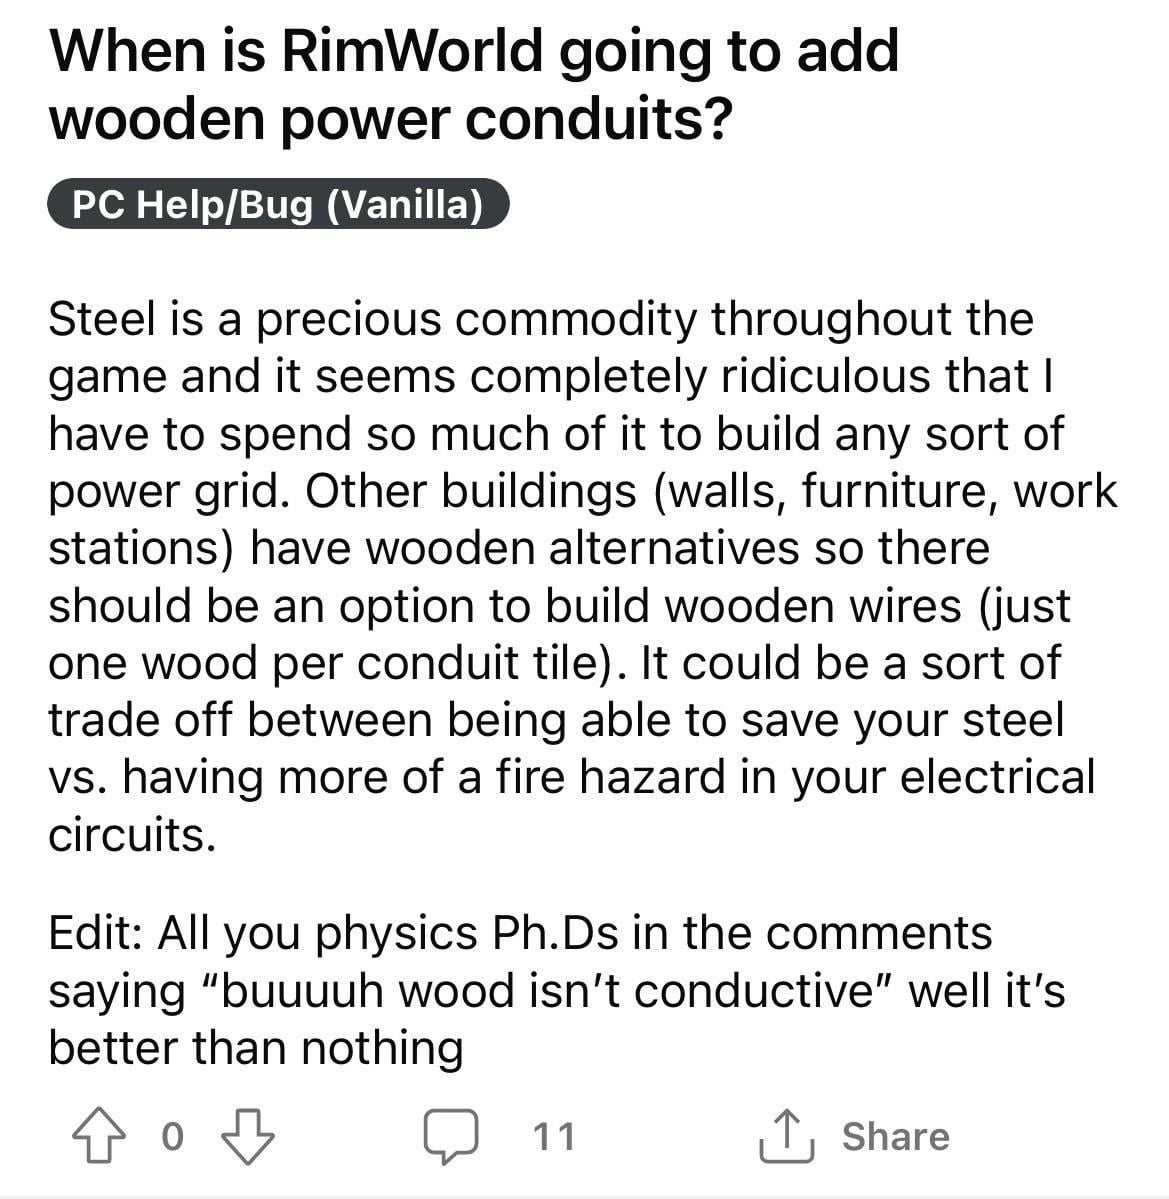 When is RimWorld going to add
wooden power conduits?
PC Help/Bug (Vanilla)
Steel is a precious commodity throughout the
game and it seems completely ridiculous that I
have to spend so much of it to build any sort of
power grid. Other buildings (walls, furniture, work
stations) have wooden alternatives so there
should be an option to build wooden wires (just
one wood per conduit tile). It could be a sort of
trade off between being able to save your steel
vs. having more of a fire hazard in your electrical
circuits.
Edit: All you physics Ph.Ds in the comments
saying “buuuuh wood isn’t conductive” well it’s
better than nothing
0 11 Share